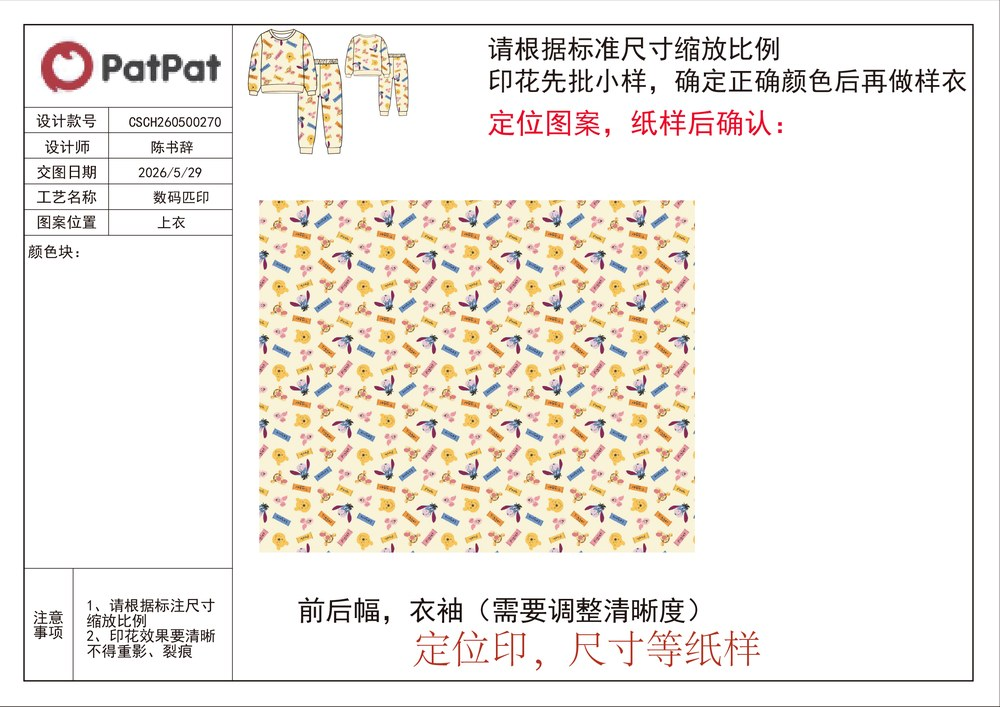 PatPat
请根据标准尺寸缩放比例
印花先批小样，确定正确颜色后再做样衣
定位图案，纸样后确认：
设计款号 CSCH260500270
设计师 陈书辞
交图日期 2026/5/29
工艺名称 数码匹印
图案位置 上衣
颜色块：
注意
事项
1、请根据标注尺寸
缩放比例
2、印花效果要清晰
不得重影、裂痕
前后幅，衣袖（需要调整清晰度）
定位印，尺寸等纸样